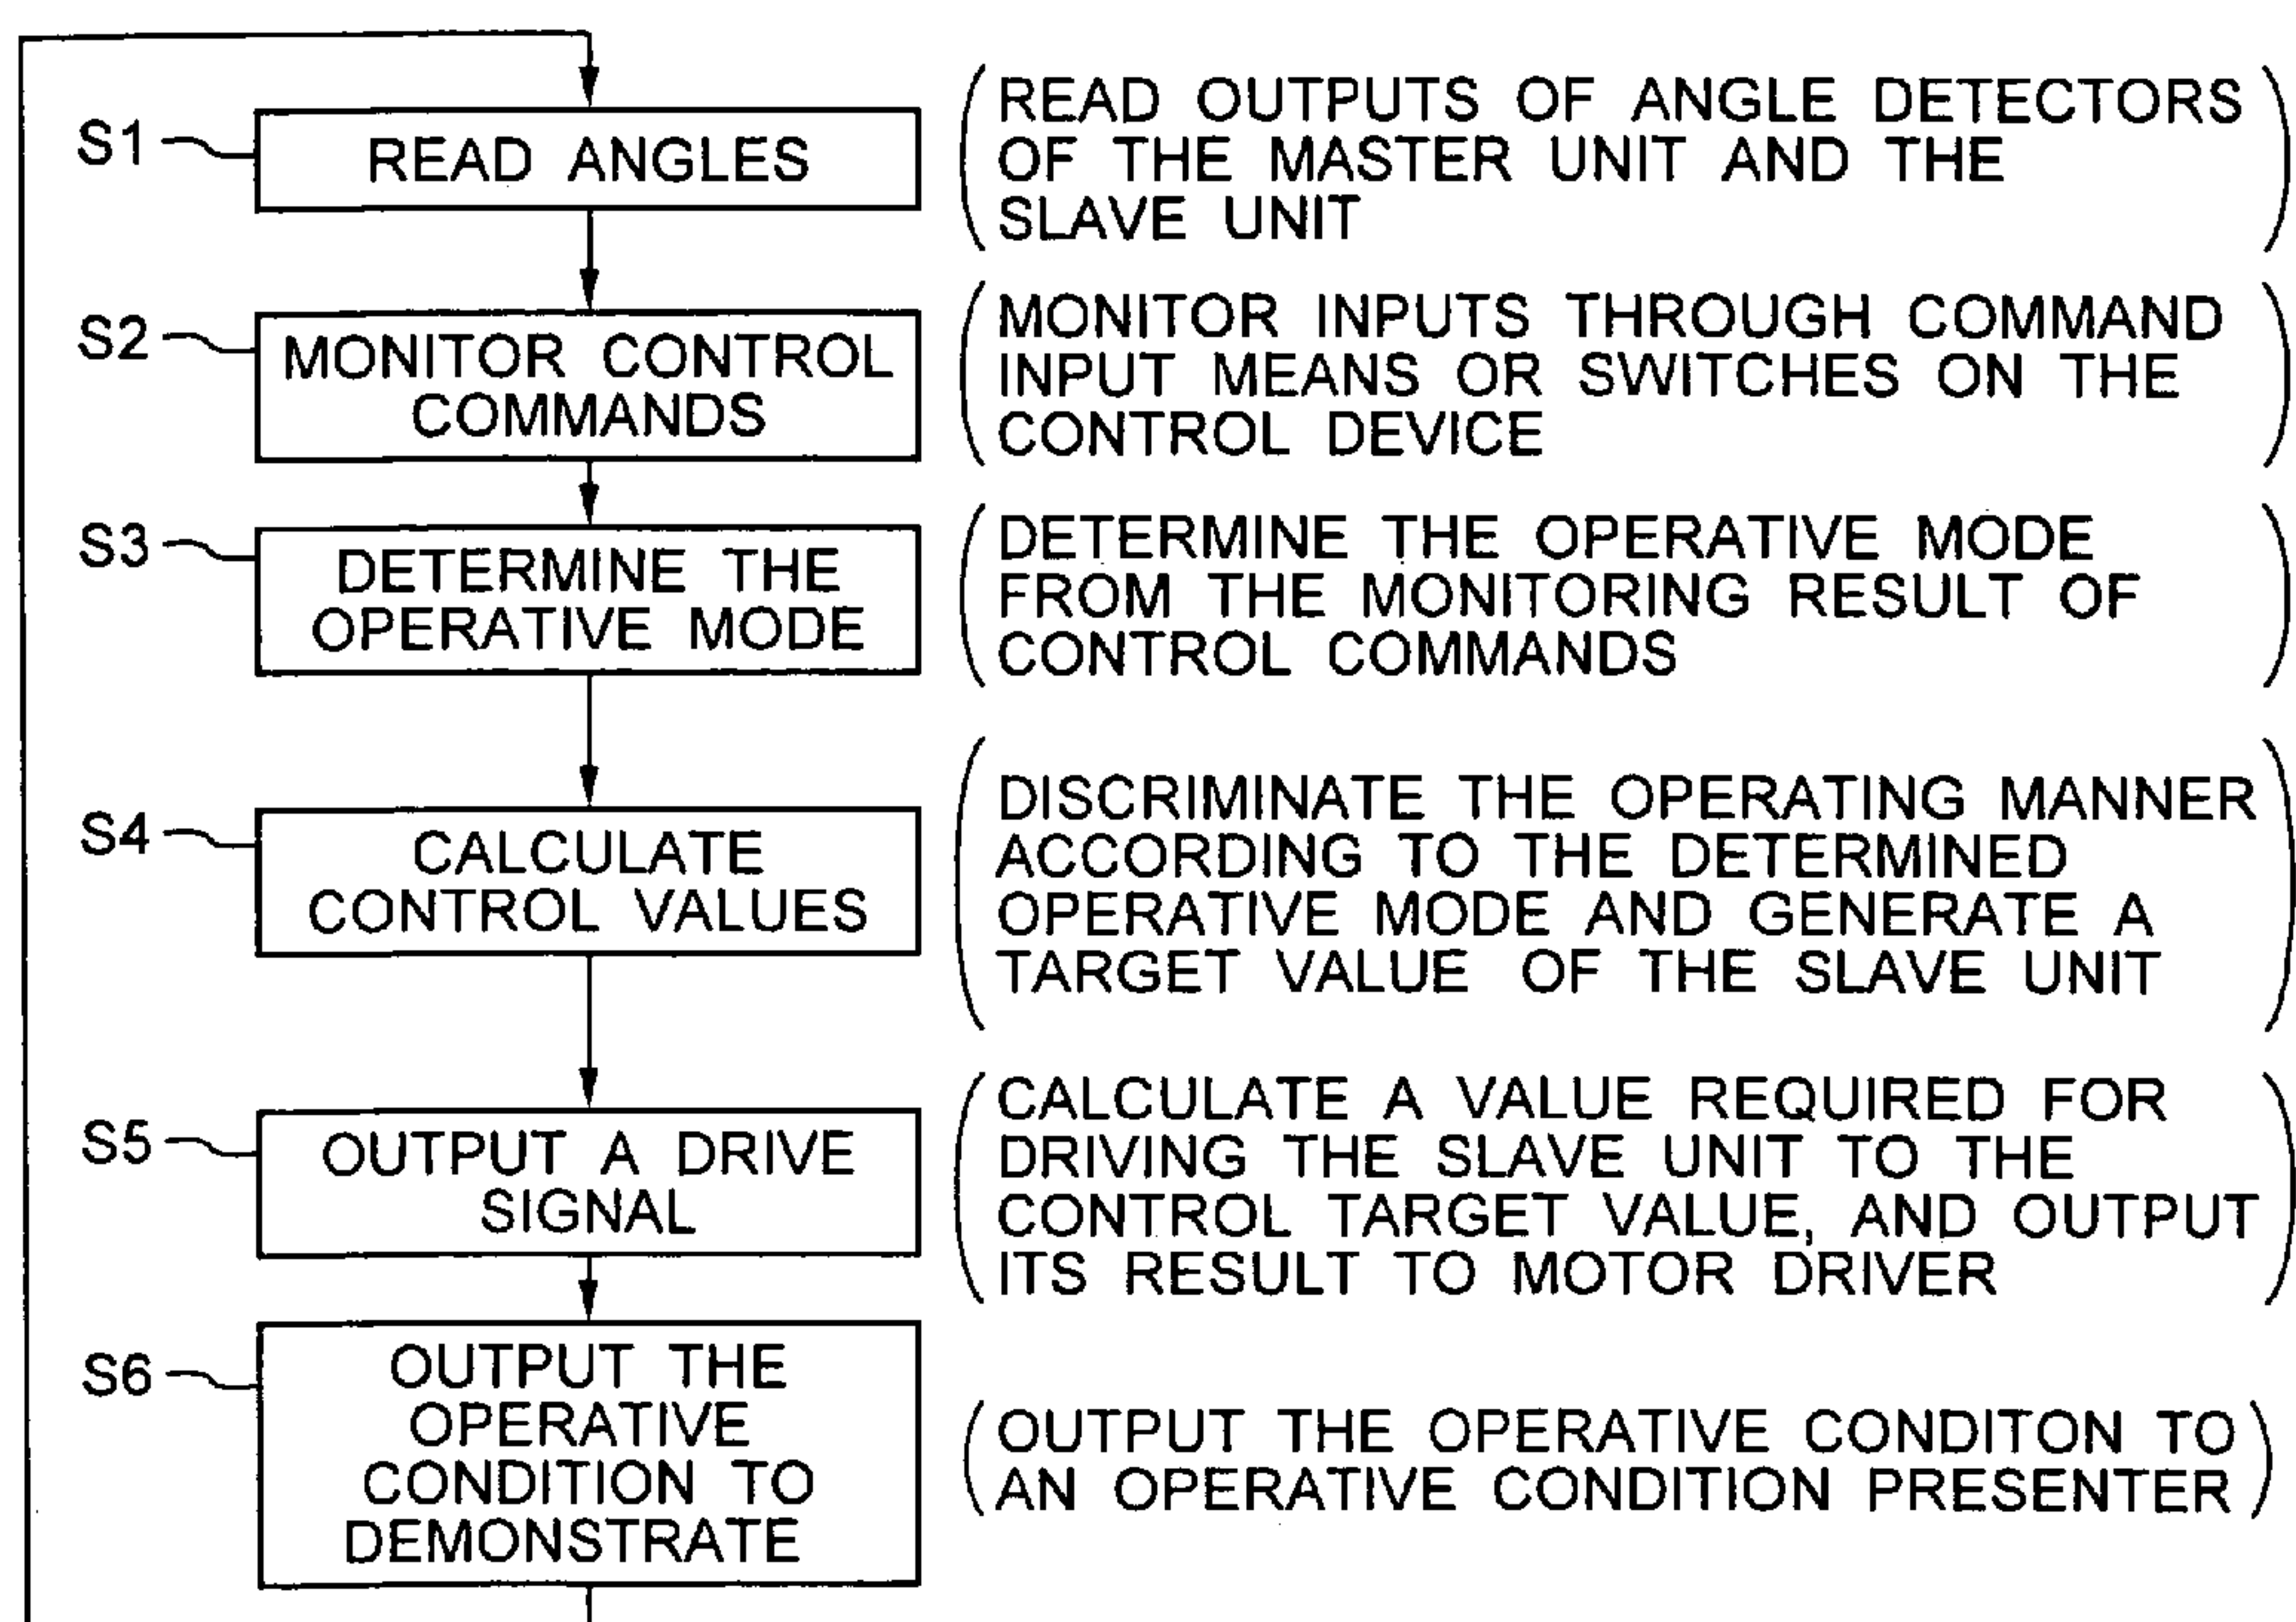 S1
READ ANGLES
(READ OUTPUTS OF ANGLE DETECTORS
OF THE MASTER UNIT AND THE
SLAVE UNIT)
S2
MONITOR CONTROL
COMMANDS
(MONITOR INPUTS THROUGH COMMAND
INPUT MEANS OR SWITCHES ON THE
CONTROL DEVICE)
S3
DETERMINE THE
OPERATIVE MODE
(DETERMINE THE OPERATIVE MODE
FROM THE MONITORING RESULT OF
CONTROL COMMANDS)
S4
CALCULATE
CONTROL VALUES
(DISCRIMINATE THE OPERATING MANNER
ACCORDING TO THE DETERMINED
OPERATIVE MODE AND GENERATE A
TARGET VALUE OF THE SLAVE UNIT)
S5
OUTPUT A DRIVE
SIGNAL
(CALCULATE A VALUE REQUIRED FOR
DRIVING THE SLAVE UNIT TO THE
CONTROL TARGET VALUE, AND OUTPUT
ITS RESULT TO MOTOR DRIVER)
S6
OUTPUT THE
OPERATIVE
CONDITION TO
DEMONSTRATE
(OUTPUT THE OPERATIVE CONDITON TO
AN OPERATIVE CONDITION PRESENTER)